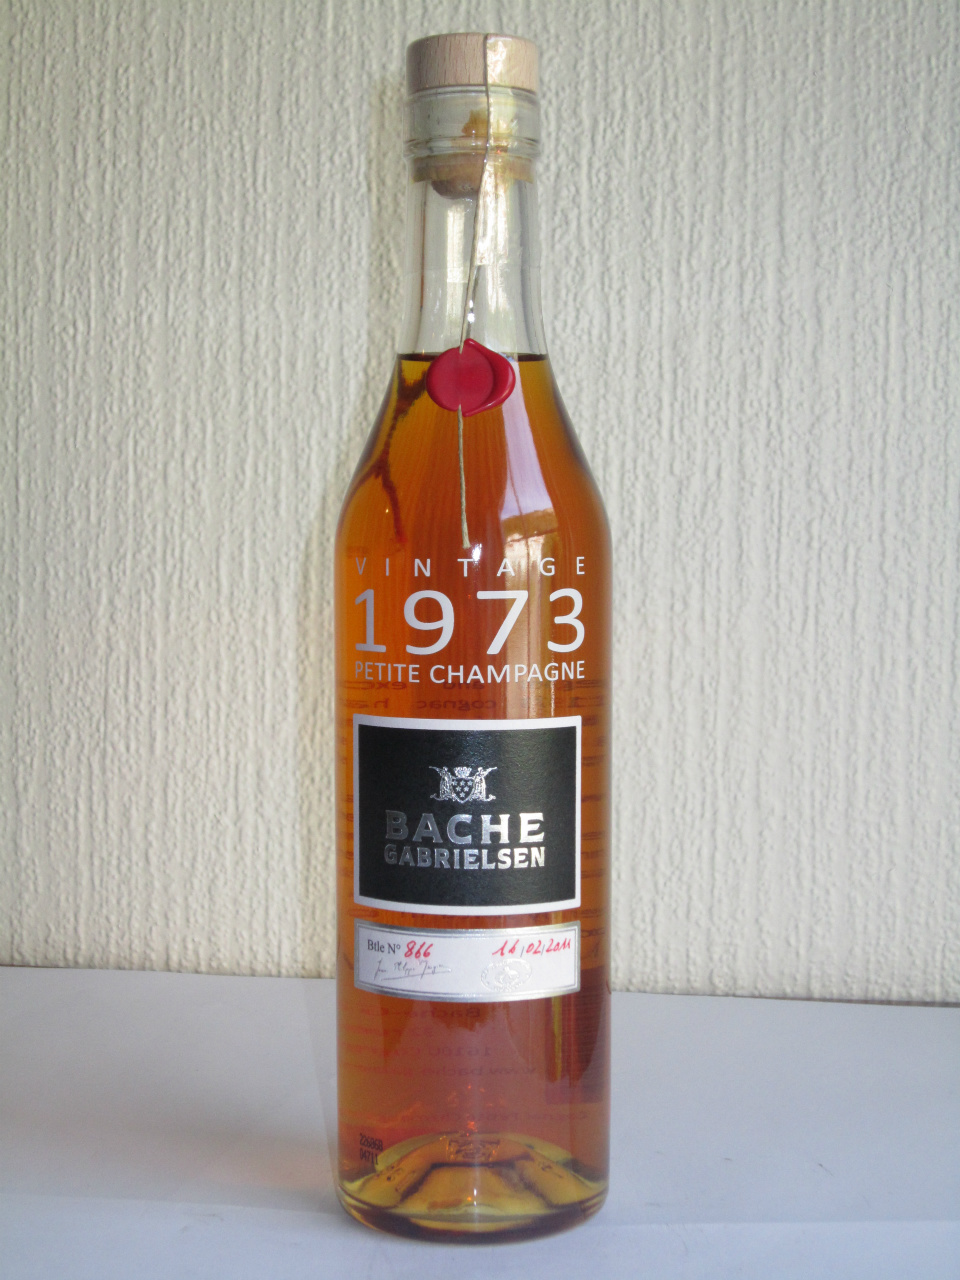 VINTAGE
1973
PETITE CHAMPAGNE
BACHE
GABRIELSEN
Btle N° 866 16/02/2011